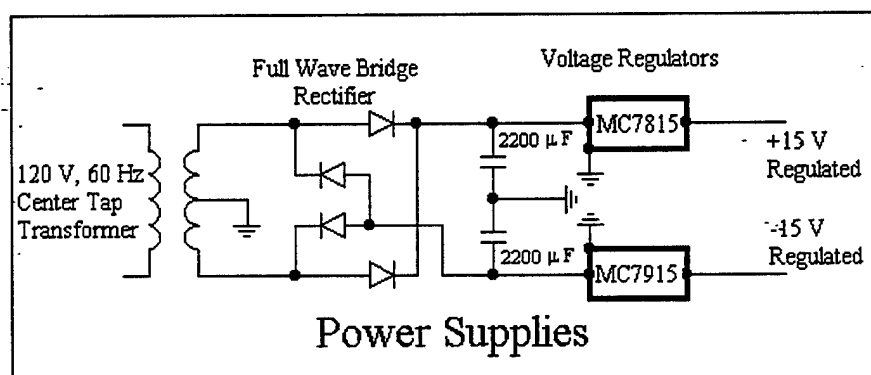 Full Wave Bridge
Rectifier
Voltage Regulators
120 V, 60 Hz
Center Tap
Transformer
2200 µF
2200 µF
MC7815
MC7915
+15 V
Regulated
-15 V
Regulated
Power Supplies